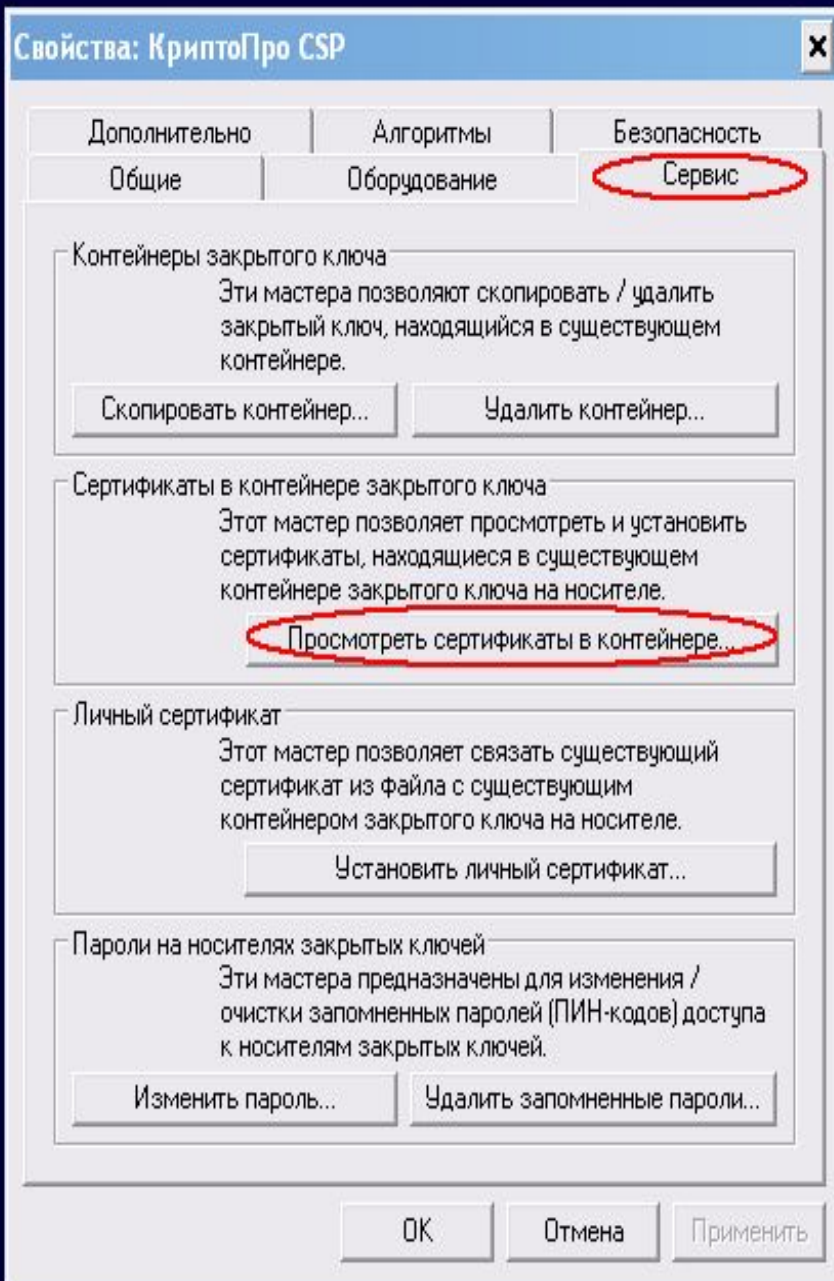 Свойства: КриптоПро CSP
Дополнительно Алгоритмы Безопасность
Общие Оборудование Сервис
Контейнеры закрытого ключа
Эти мастера позволяют скопировать / удалить
закрытый ключ, находящийся в существующем
контейнере.
Скопировать контейнер... Удалить контейнер...
Сертификаты в контейнере закрытого ключа
Этот мастер позволяет просмотреть и установить
сертификаты, находящиеся в существующем
контейнере закрытого ключа на носителе.
Просмотреть сертификаты в контейнере...
Личный сертификат
Этот мастер позволяет связать существующий
сертификат из файла с существующим
контейнером закрытого ключа на носителе.
Установить личный сертификат...
Пароли на носителях закрытых ключей
Эти мастера предназначены для изменения /
очистки запомненных паролей (ПИН-кодов) доступа
к носителям закрытых ключей.
Изменить пароль... Удалить запомненные пароли...
ОК Отмена Применить